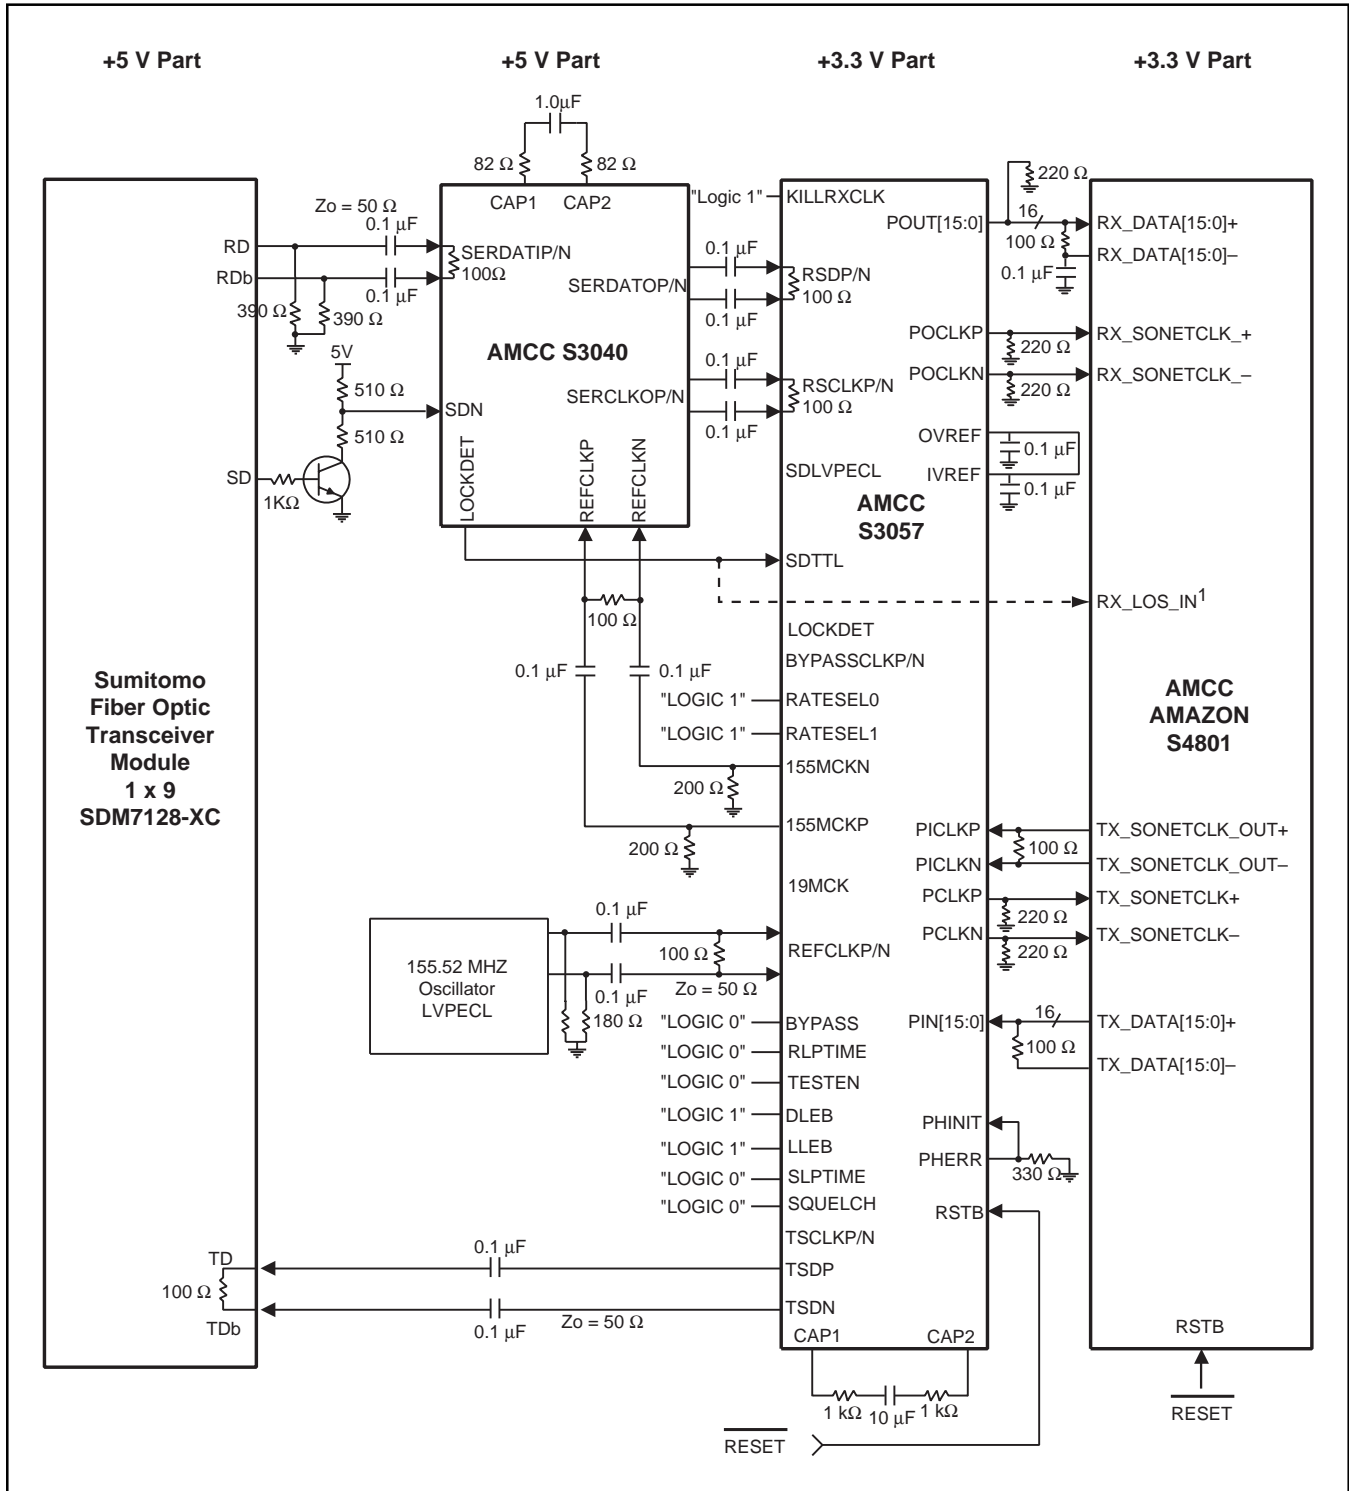 +5 V Part
+5 V Part
+3.3 V Part
+3.3 V Part
1.0µF
82 Ω
82 Ω
CAP1
CAP2
Zo = 50 Ω
0.1 µF
RD
RDb
0.1 µF
390 Ω
390 Ω
SERDATIP/N
100Ω
SERDATOP/N
0.1 µF
0.1 µF
AMCC S3040
5V
510 Ω
510 Ω
SDN
SD
1KΩ
SERCLKOP/N
0.1 µF
0.1 µF
LOCKDET
REFCLKP
REFCLKN
"Logic 1"
KILLRXCLK
POUT[15:0]
220 Ω
16
100 Ω
0.1 µF
RX_DATA[15:0]+
RX_DATA[15:0]–
RSDP/N
100 Ω
POCLKP
220 Ω
RX_SONETCLK_+
POCLKN
220 Ω
RX_SONETCLK_–
RSCLKP/N
100 Ω
OVREF
0.1 µF
IVREF
0.1 µF
SDLVPECL
AMCC
S3057
SDTTL
RX_LOS_IN1
100 Ω
LOCKDET
BYPASSCLKP/N
0.1 µF
0.1 µF
"LOGIC 1"
RATESEL0
"LOGIC 1"
RATESEL1
155MCKN
200 Ω
155MCKP
200 Ω
Sumitomo
Fiber Optic
Transceiver
Module
1 x 9
SDM7128-XC
AMCC
AMAZON
S4801
PICLKP
100 Ω
TX_SONETCLK_OUT+
PICLKN
TX_SONETCLK_OUT–
19MCK
PCLKP
220 Ω
TX_SONETCLK+
PCLKN
220 Ω
TX_SONETCLK–
155.52 MHZ
Oscillator
LVPECL
0.1 µF
100 Ω
REFCLKP/N
0.1 µF
Zo = 50 Ω
180 Ω
"LOGIC 0"
BYPASS
PIN[15:0]
16
100 Ω
TX_DATA[15:0]+
TX_DATA[15:0]–
"LOGIC 0"
RLPTIME
"LOGIC 0"
TESTEN
"LOGIC 1"
DLEB
PHINIT
"LOGIC 1"
LLEB
PHERR
330 Ω
"LOGIC 0"
SLPTIME
"LOGIC 0"
SQUELCH
RSTB
TSCLKP/N
TD
0.1 µF
TSDP
100 Ω
TDb
0.1 µF
Zo = 50 Ω
TSDN
CAP1
CAP2
1 kΩ
10 µF
1 kΩ
RSTB
RESET
RESET